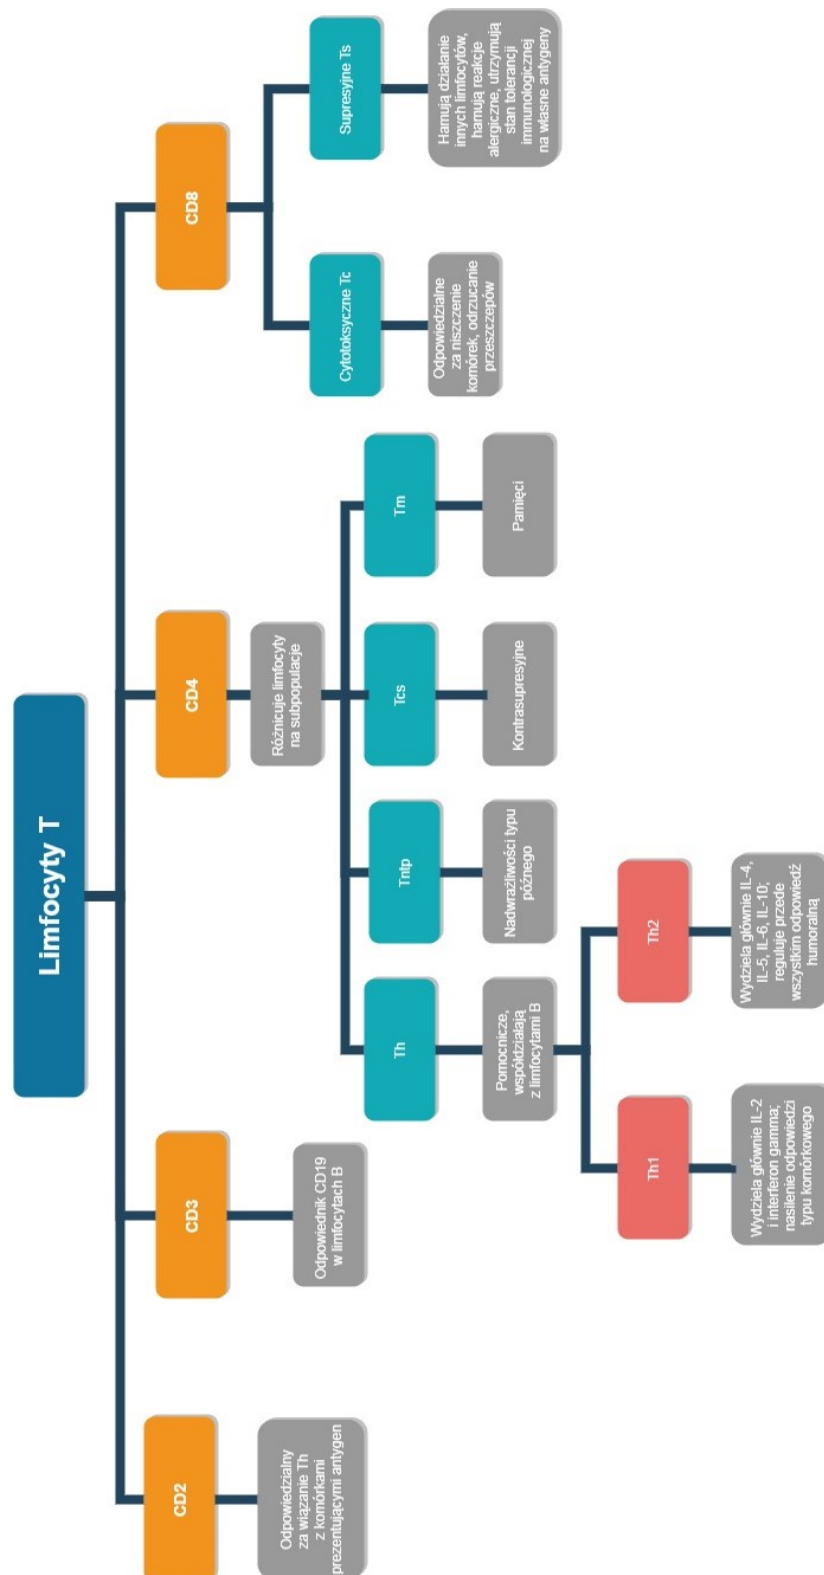 Limfocyty T
CD2
CD3
CD4
CD8
Odpowiedzialny
za wiązanie Th
z komórkami
prezentującymi antygen
Odpowiednik CD19
w limfocytach B
Różnicuje limfocyty
na subpopulacje
Cytotoksyczne Tc
Supresyjne Ts
Th
Tntp
Tcs
Tm
Odpowiedzialne
za niszczenie
komórek, odrzucanie
przeszczepów
Hamują działanie
innych limfocytów,
hamują reakcje
alergiczne, utrzymują
stan tolerancji
immunologicznej
na własne antygeny
Pomocnicze,
współdziałają
z limfocytami B
Nadwrażliwości typu
późnego
Kontrasupresyjne
Pamięci
Th1
Th2
Wydziela głównie IL-2
i interferon gamma;
nasilenie odpowiedzi
typu komórkowego
Wydziela głównie IL-4,
IL-5, IL-6, IL-10;
reguluje przede
wszystkim odpowiedź
humoralną